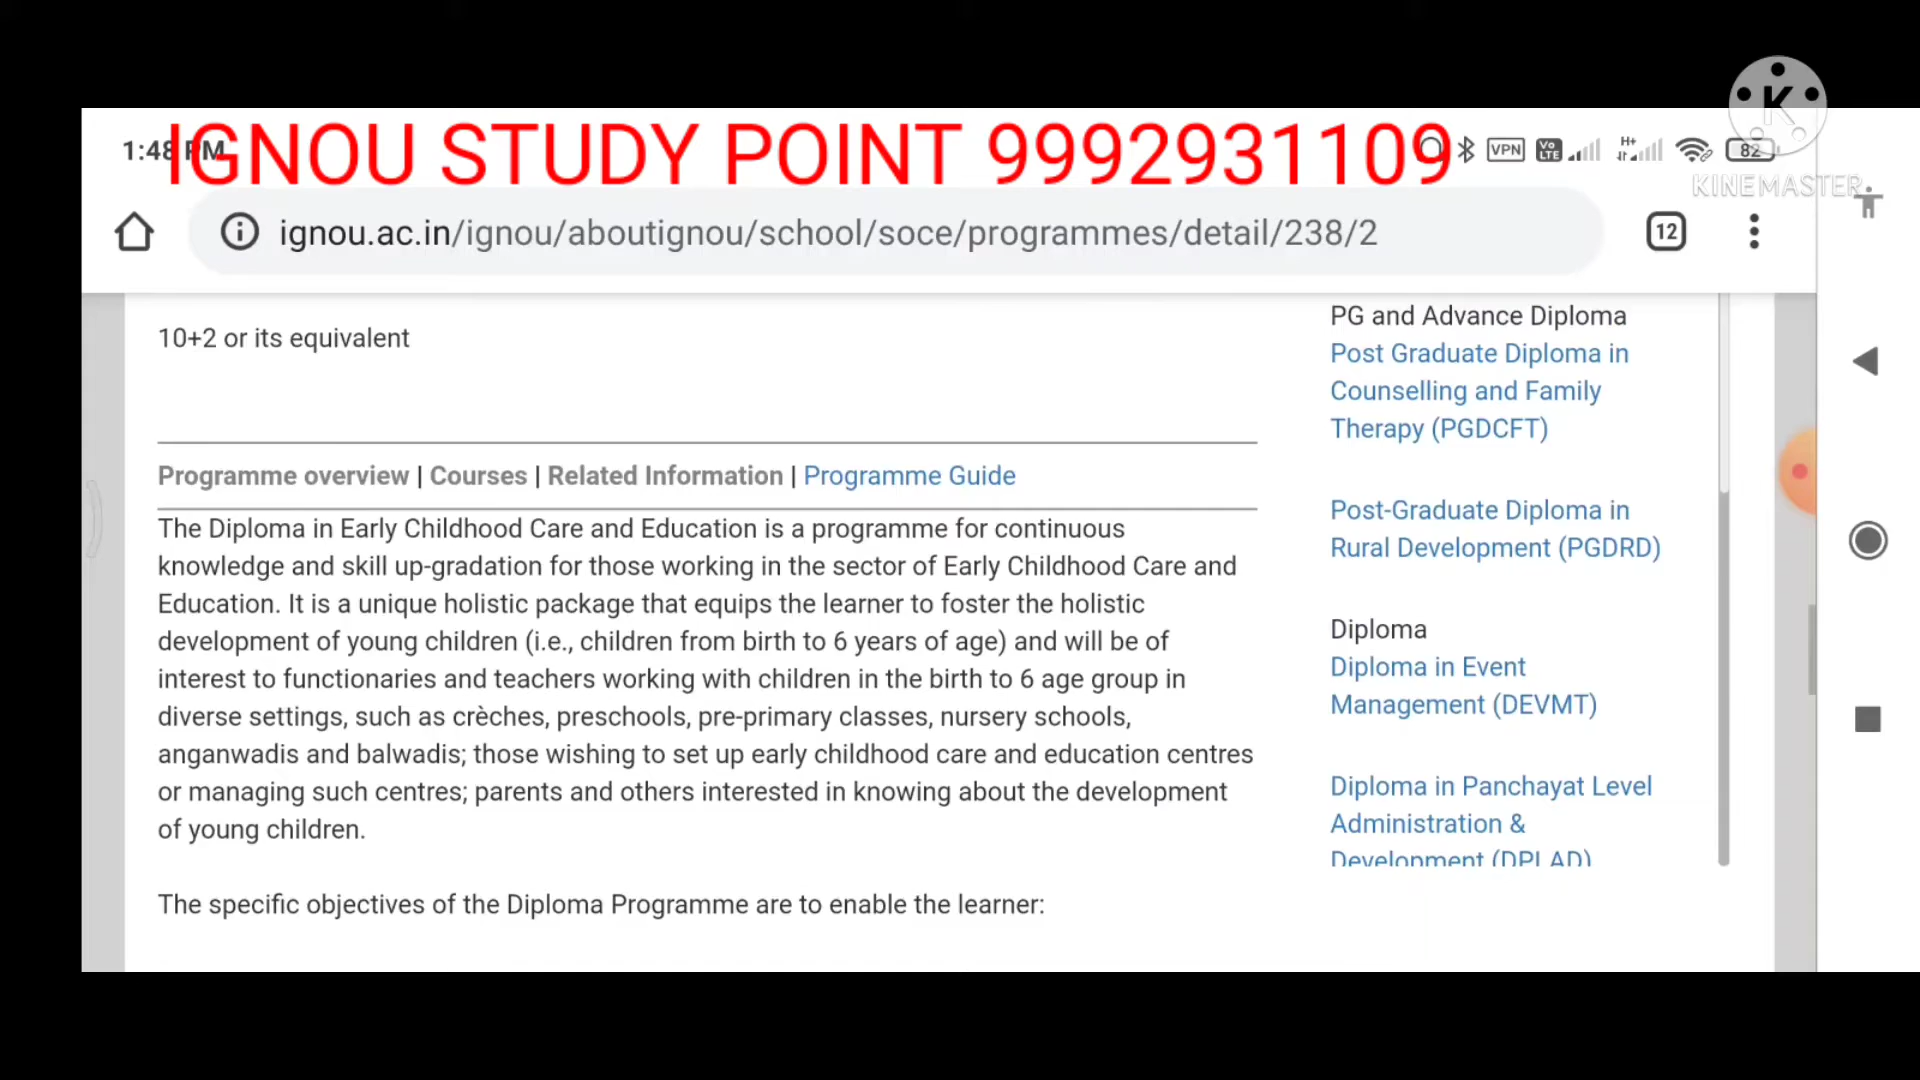 1:48 PM
IGNOU STUDY POINT 9992931109
VPN
Vo LTE
H+
82
K
KINEMASTER
ignou.ac.in/ignou/aboutignou/school/soce/programmes/detail/238/2
12
10+2 or its equivalent
Programme overview | Courses | Related Information | Programme Guide
The Diploma in Early Childhood Care and Education is a programme for continuous
knowledge and skill up-gradation for those working in the sector of Early Childhood Care and
Education. It is a unique holistic package that equips the learner to foster the holistic
development of young children (i.e., children from birth to 6 years of age) and will be of
interest to functionaries and teachers working with children in the birth to 6 age group in
diverse settings, such as crèches, preschools, pre-primary classes, nursery schools,
anganwadis and balwadis; those wishing to set up early childhood care and education centres
or managing such centres; parents and others interested in knowing about the development
of young children.
The specific objectives of the Diploma Programme are to enable the learner:
PG and Advance Diploma
Post Graduate Diploma in
Counselling and Family
Therapy (PGDCFT)
Post-Graduate Diploma in
Rural Development (PGDRD)
Diploma
Diploma in Event
Management (DEVMT)
Diploma in Panchayat Level
Administration &
Development (DPLAD)